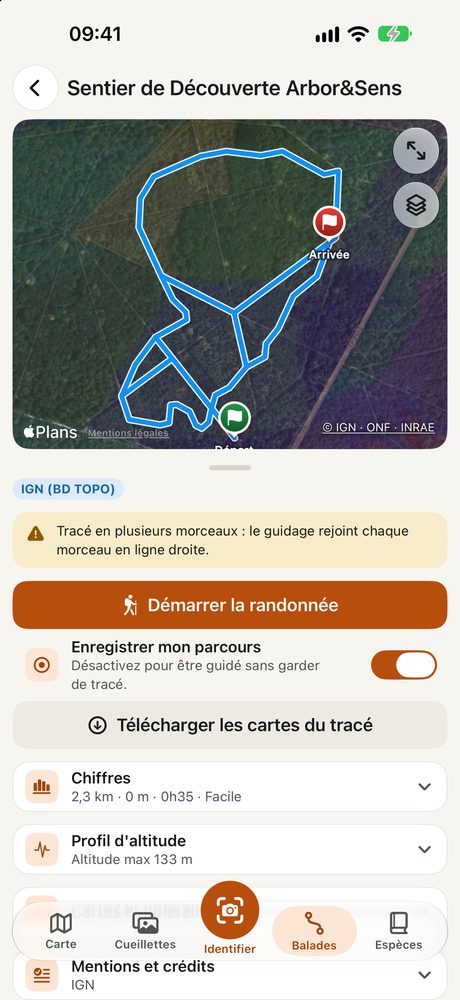 09:41
Sentier de Découverte Arbor&Sens
Arrivée
Départ
Plans
Mentions légales
© IGN · ONF · INRAE
IGN (BD TOPO)
Tracé en plusieurs morceaux : le guidage rejoint chaque
morceau en ligne droite.
Démarrer la randonnée
Enregistrer mon parcours
Désactivez pour être guidé sans garder
de tracé.
Télécharger les cartes du tracé
Chiffres
2,3 km · 0 m · 0h35 · Facile
Profil d'altitude
Altitude max 133 m
Carte
Cueillettes
Identifier
Balades
Espèces
Mentions et crédits
IGN